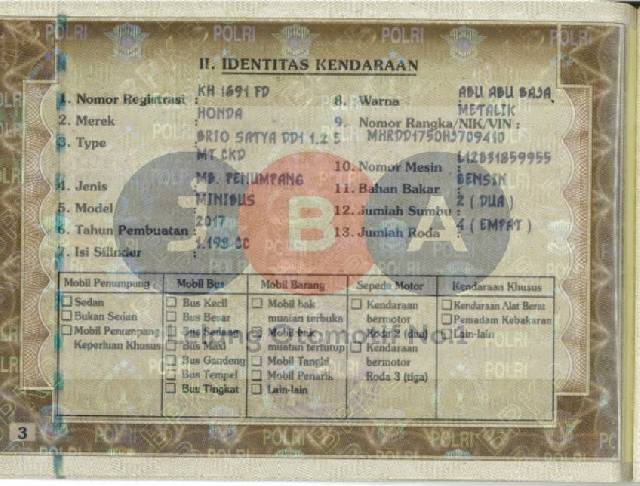 II. IDENTITAS KENDARAAN
1. Nomor Registrasi : KH 1691 FD
2. Merek : HONDA
3. Type : BRIO SATYA DD1 1.2 S
MT CKD
4. Jenis : MB. PENUMPANG
5. Model : MINIBUS
6. Tahun Pembuatan : 2017
7. Isi Silinder : 1.198 CC
8. Warna : ABU ABU BAJA
METALIK
9. Nomor Rangka/NIK/VIN :
MHRDD1750HJ709410
10. Nomor Mesin : L12B31859955
11. Bahan Bakar : BENSIN
12. Jumlah Sumbu : 2 ( DUA )
13. Jumlah Roda : 4 ( EMPAT )
JBA
Mobil Penumpang
Sedan
Bukan Sedan
Mobil Penumpang
Keperluan Khusus
Mobil Bus
Bus Kecil
Bus Besar
Bus Sedang
Bus Maxi
Bus Gandeng
Bus Tempel
Bus Tingkat
Mobil Barang
Mobil bak
muatan terbuka
Mobil bak
muatan tertutup
Mobil Tangki
Mobil Penarik
Lain-lain
Sepeda Motor
Kendaraan
bermotor
Kendaraan
bermotor
Roda 3 (tiga)
Kendaraan Khusus
Kendaraan Alat Berat
Pemadam Kebakaran
Lain-lain
3
POLRI